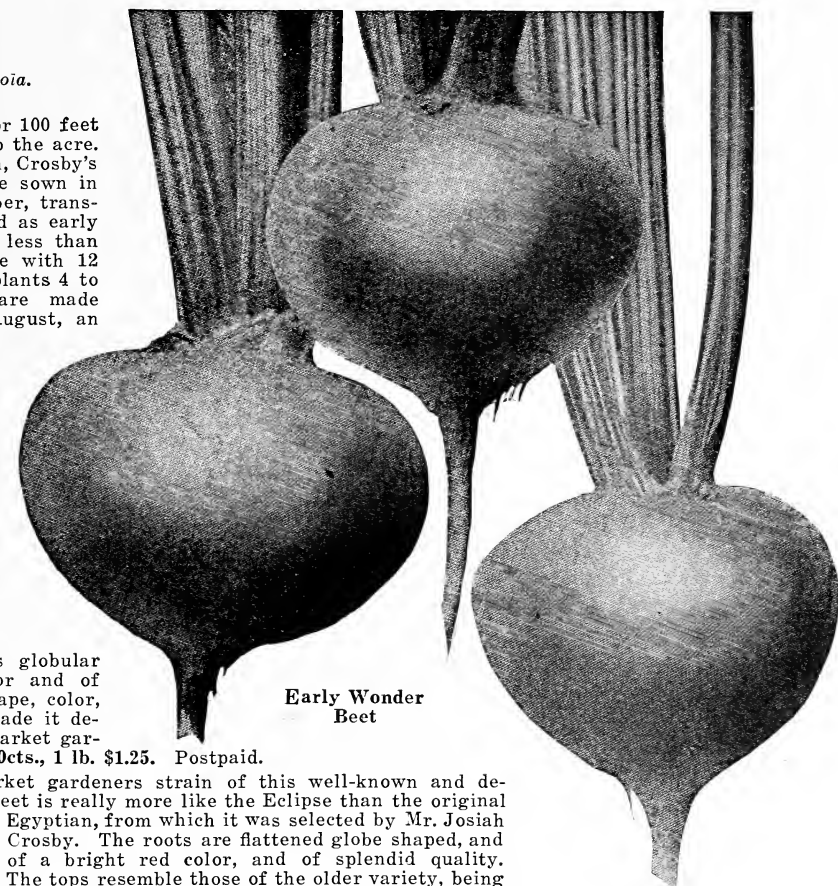 oia.
r 100 feet
o the acre.
, Crosby's
e sown in
er, trans-
d as early
less than
e with 12
plants 4 to
are made
ugust, an
s globular
or and of
ape, color,
ade it de-
arket gar-
0cts., 1 lb. $1.25. Postpaid.
Early Wonder
Beet
rket gardeners strain of this well-known and de-
eet is really more like the Eclipse than the original
Egyptian, from which it was selected by Mr. Josiah
Crosby. The roots are flattened globe shaped, and
of a bright red color, and of splendid quality.
The tops resemble those of the older variety, being